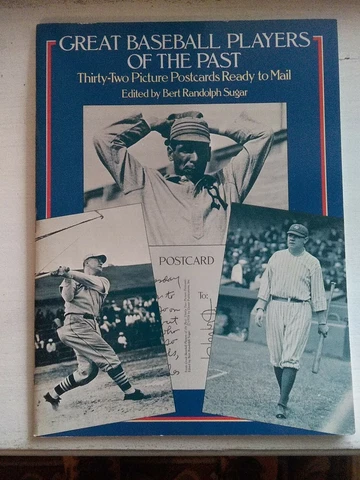 GREAT BASEBALL PLAYERS
OF THE PAST
Thirty-Two Picture Postcards Ready to Mail
Edited by Bert Randolph Sugar
POSTCARD
To: